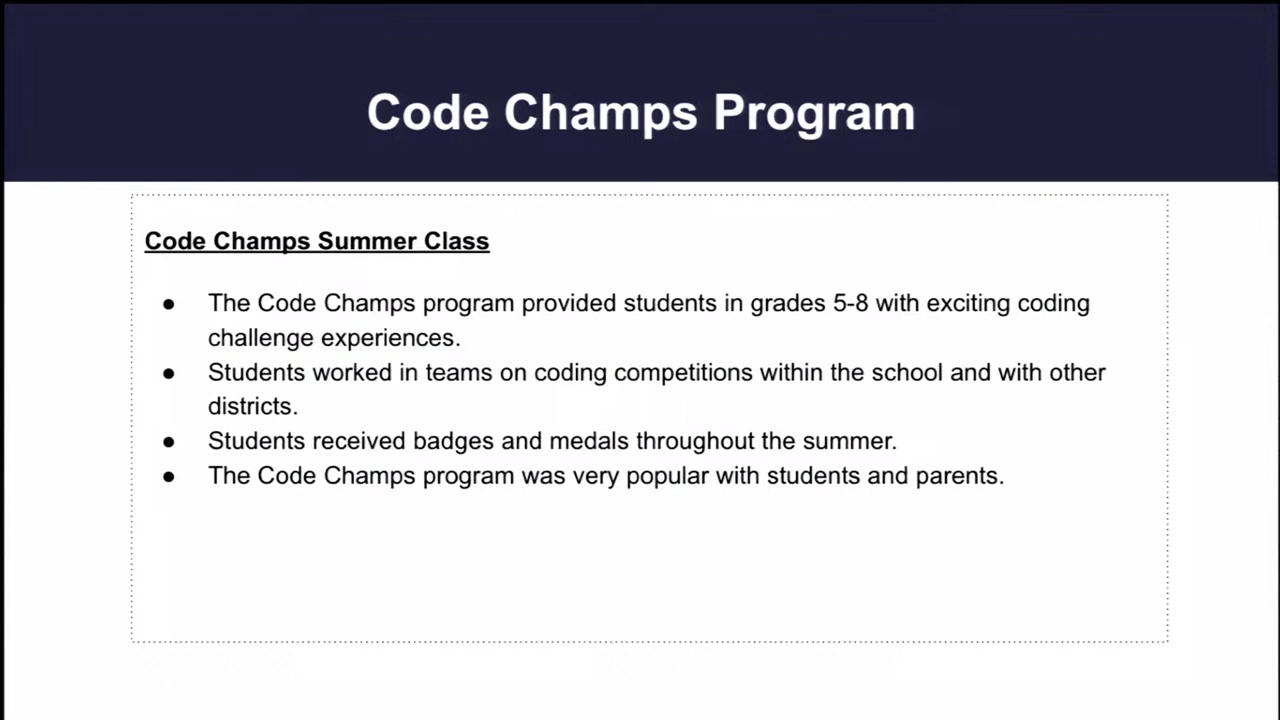 Code Champs Program
Code Champs Summer Class
● The Code Champs program provided students in grades 5-8 with exciting coding
challenge experiences.
● Students worked in teams on coding competitions within the school and with other
districts.
● Students received badges and medals throughout the summer.
● The Code Champs program was very popular with students and parents.